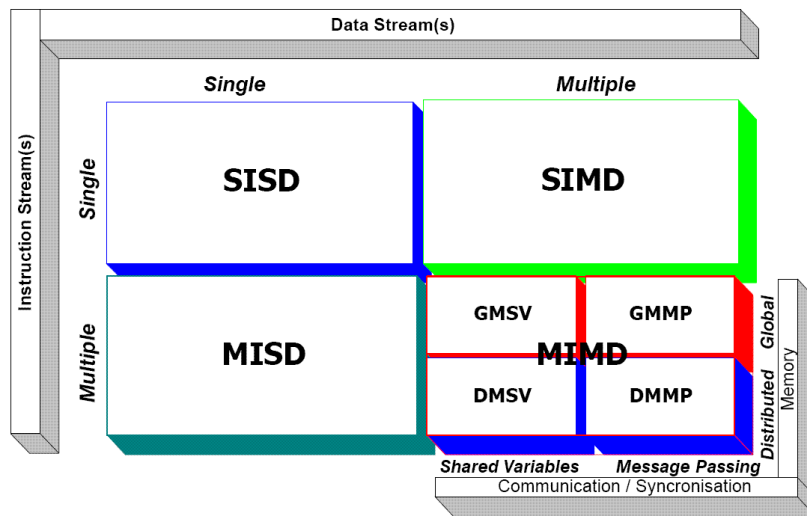 Data Stream(s)
Single
Multiple
Instruction Stream(s)
Single
SISD
SIMD
Multiple
MISD
MIMD
GMSV
GMMP
DMSV
DMMP
Global
Distributed
Memory
Shared Variables
Message Passing
Communication / Syncronisation